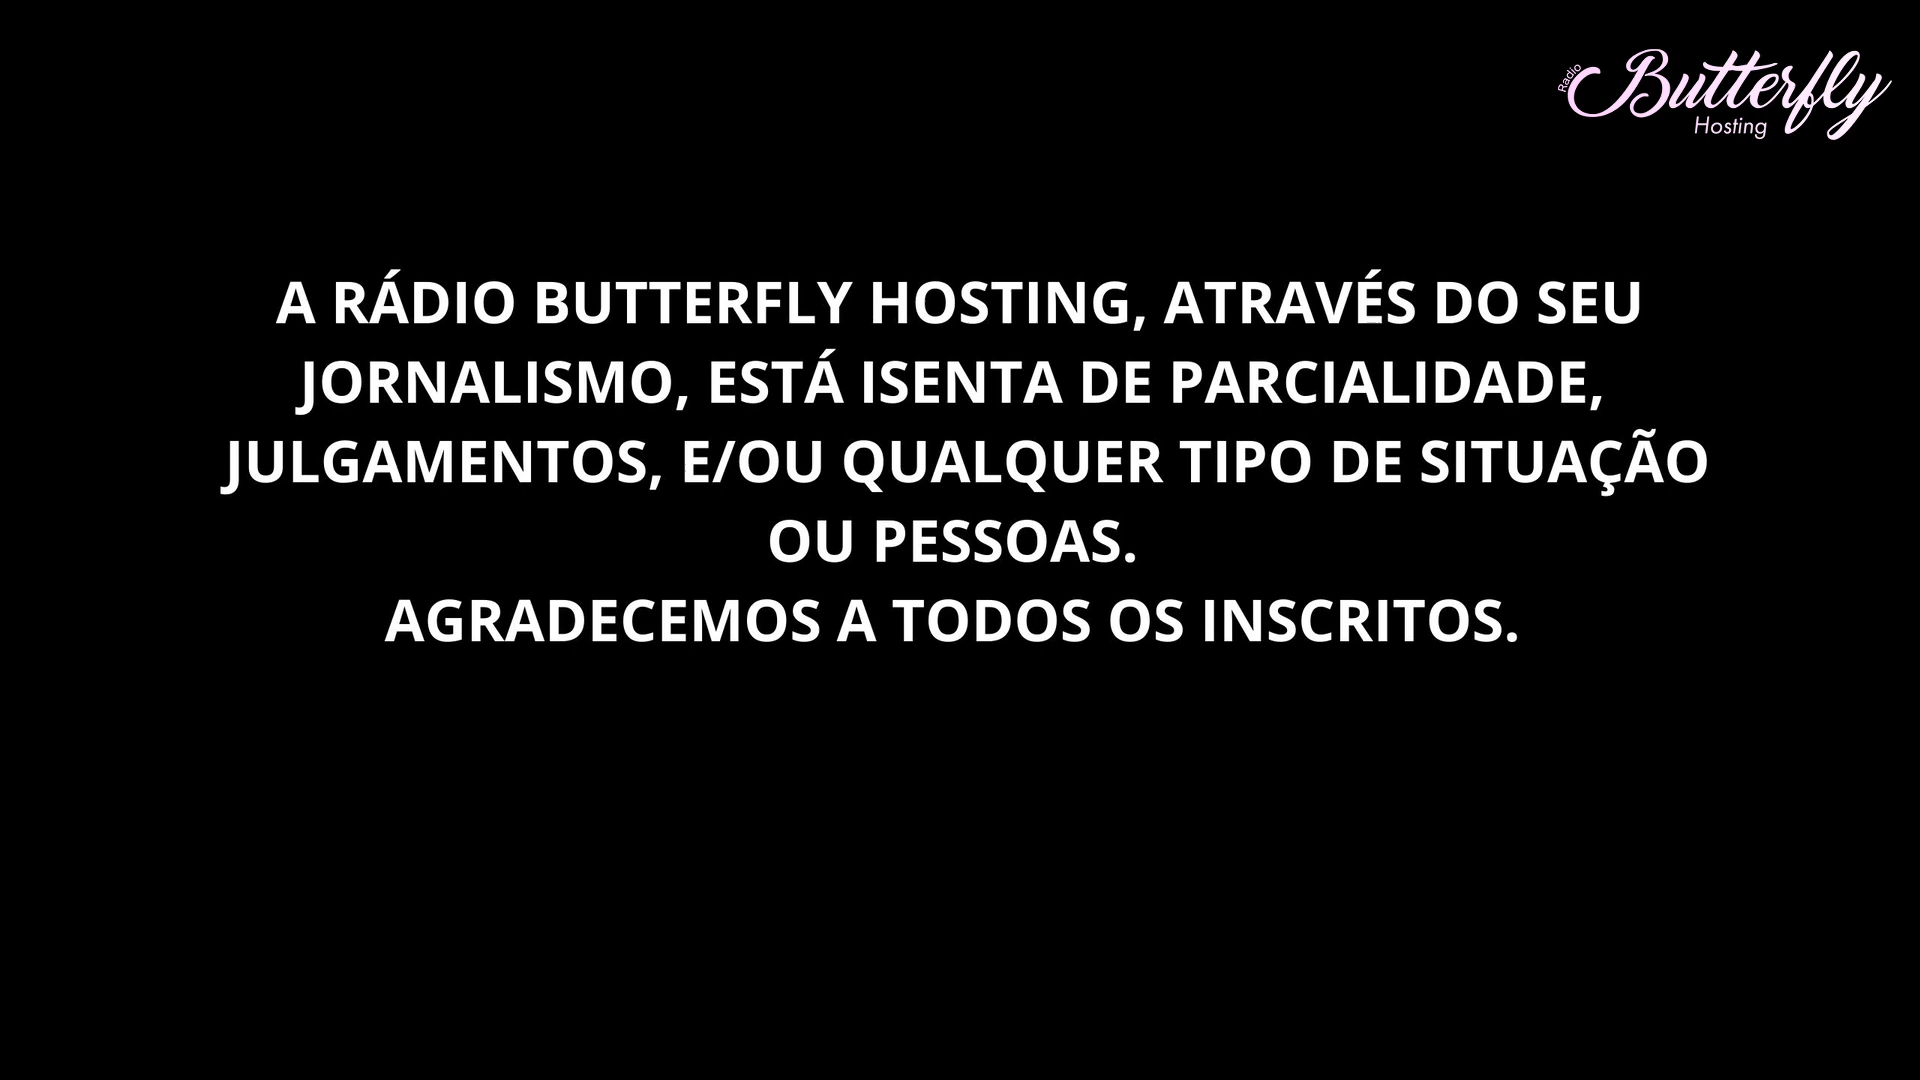 Radio
Butterfly
Hosting
A RÁDIO BUTTERFLY HOSTING, ATRAVÉS DO SEU
JORNALISMO, ESTÁ ISENTA DE PARCIALIDADE,
JULGAMENTOS, E/OU QUALQUER TIPO DE SITUAÇÃO
OU PESSOAS.
AGRADECEMOS A TODOS OS INSCRITOS.